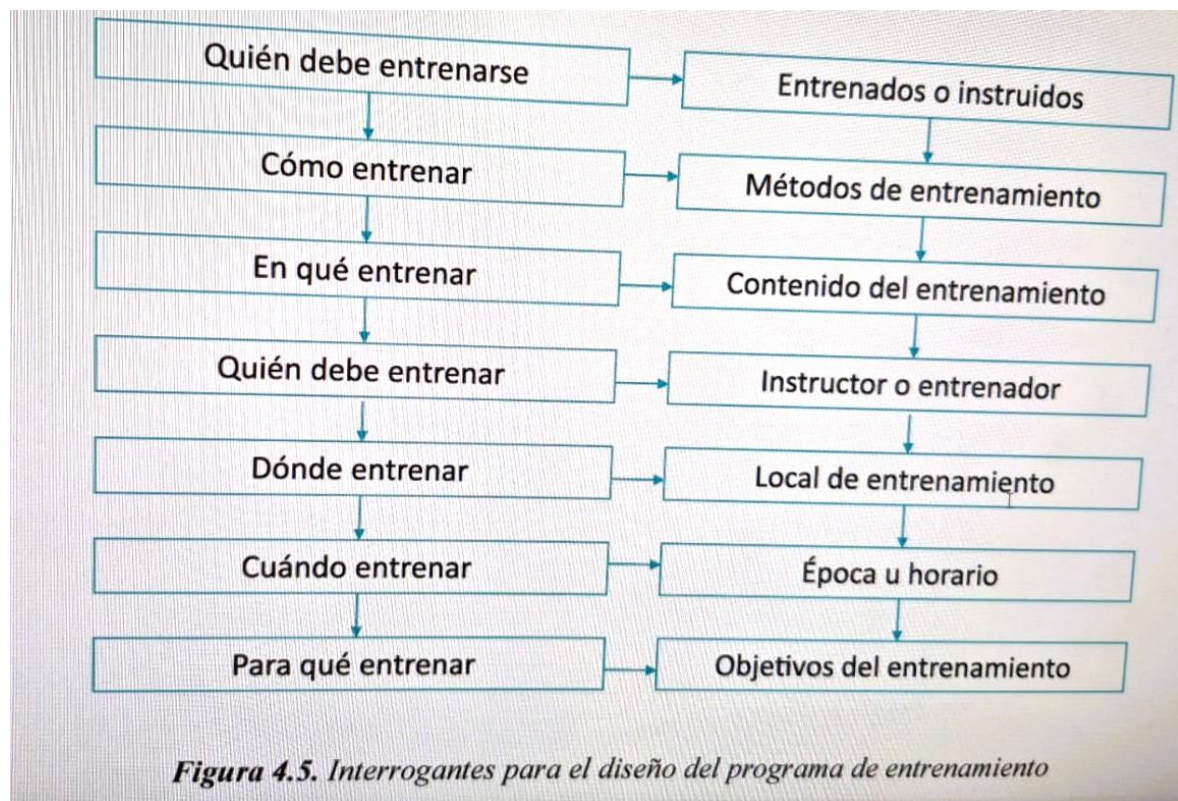 Quién debe entrenarse
Entrenados o instruidos
Cómo entrenar
Métodos de entrenamiento
En qué entrenar
Contenido del entrenamiento
Quién debe entrenar
Instructor o entrenador
Dónde entrenar
Local de entrenamiento
Cuándo entrenar
Época u horario
Para qué entrenar
Objetivos del entrenamiento
Figura 4.5. Interrogantes para el diseño del programa de entrenamiento